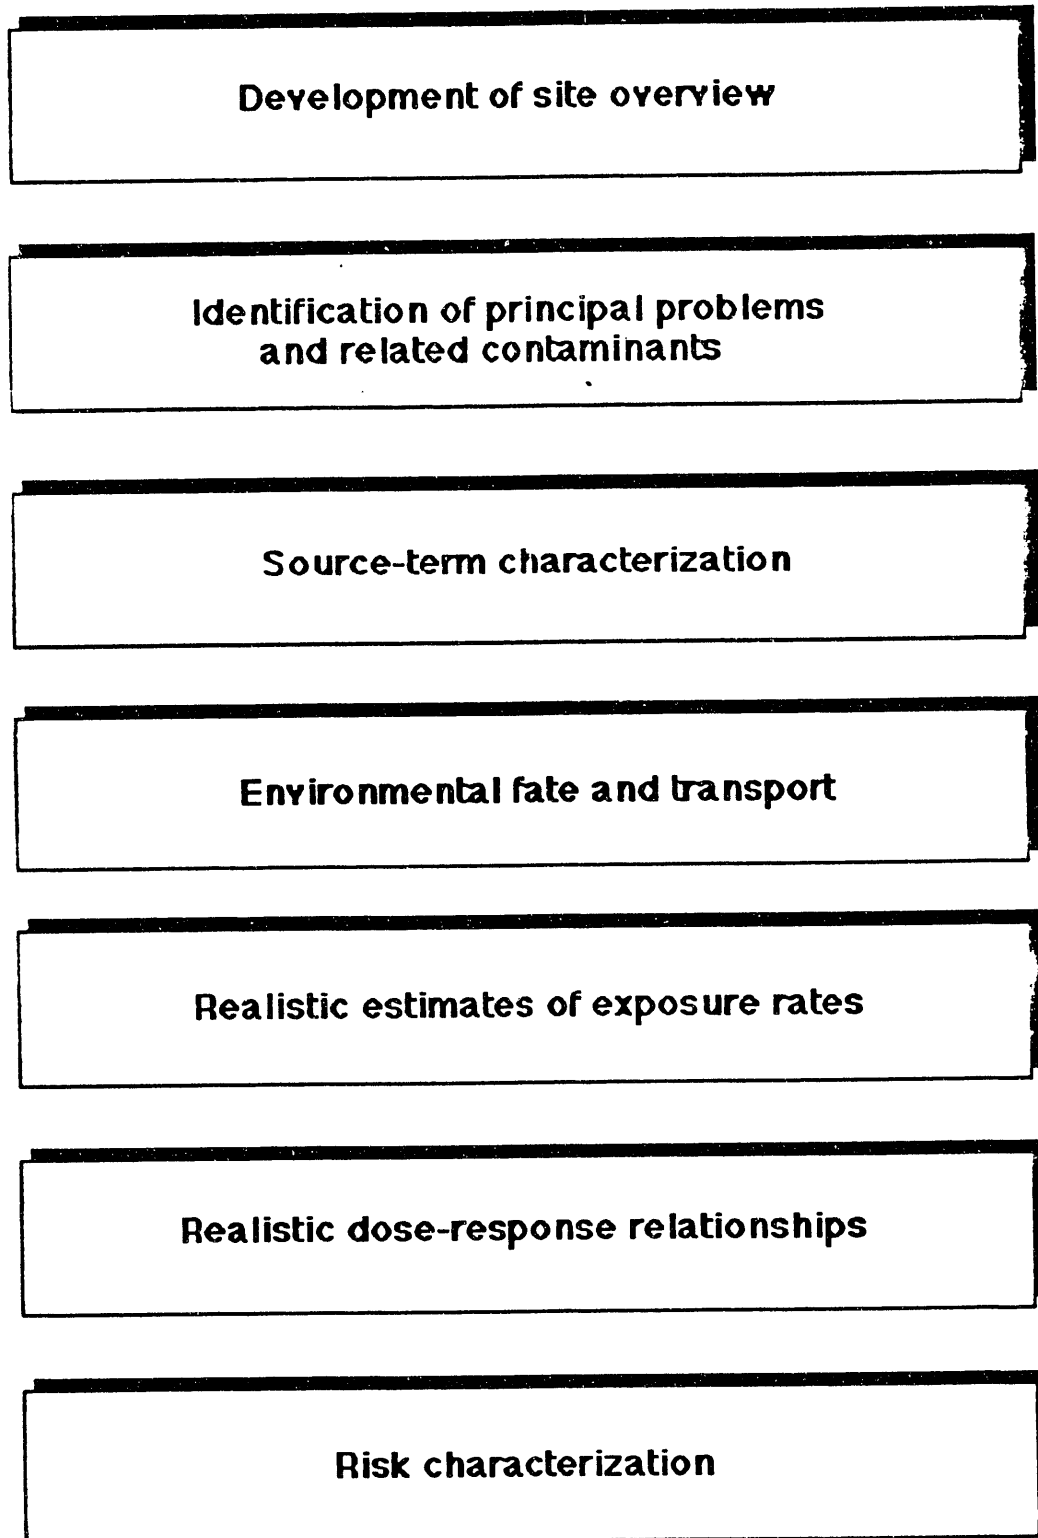 Development of site overview
Identification of principal problems
and related contaminants
Source-term characterization
Environmental fate and transport
Realistic estimates of exposure rates
Realistic dose-response relationships
Risk characterization